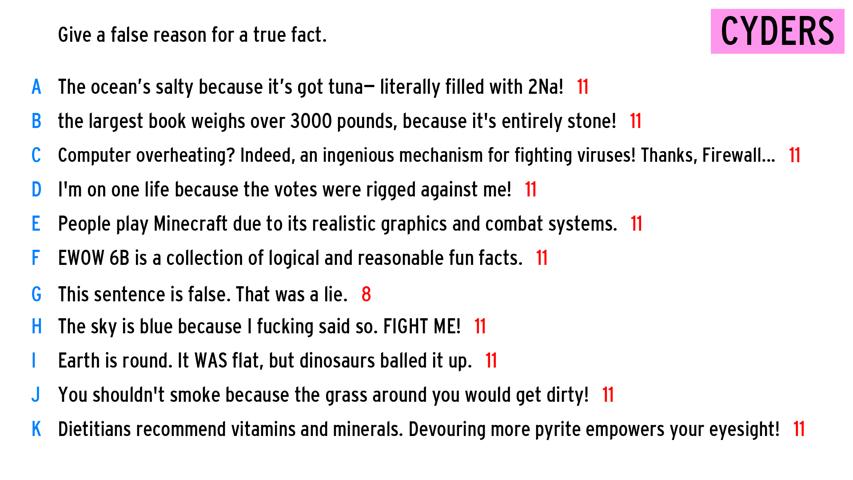 Give a false reason for a true fact.
CYDERS
A The ocean's salty because it's got tuna– literally filled with 2Na! 11
B the largest book weighs over 3000 pounds, because it's entirely stone! 11
C Computer overheating? Indeed, an ingenious mechanism for fighting viruses! Thanks, Firewall... 11
D I'm on one life because the votes were rigged against me! 11
E People play Minecraft due to its realistic graphics and combat systems. 11
F EWOW 6B is a collection of logical and reasonable fun facts. 11
G This sentence is false. That was a lie. 8
H The sky is blue because I fucking said so. FIGHT ME! 11
I Earth is round. It WAS flat, but dinosaurs balled it up. 11
J You shouldn't smoke because the grass around you would get dirty! 11
K Dietitians recommend vitamins and minerals. Devouring more pyrite empowers your eyesight! 11